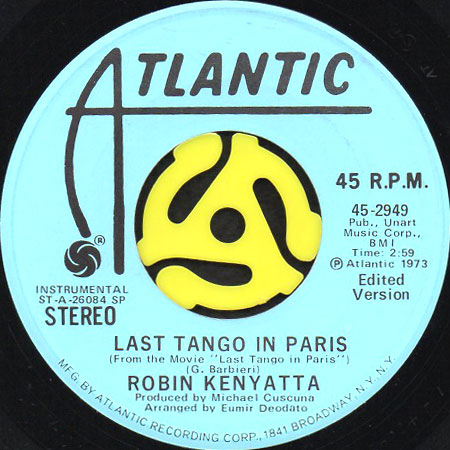 ATLANTIC
®
45 R.P.M.
45-2949
Pub., Unart
Music Corp.,
BMI
Time: 2:59
℗ Atlantic 1973
Edited
Version
INSTRUMENTAL
ST-A-26084 SP
STEREO
LAST TANGO IN PARIS
(From the Movie "Last Tango in Paris")
(G. Barbieri)
ROBIN KENYATTA
Produced by Michael Cuscuna
Arranged by Eumir Deodato
MFG. BY ATLANTIC RECORDING CORP., 1841 BROADWAY, N.Y. N.Y.